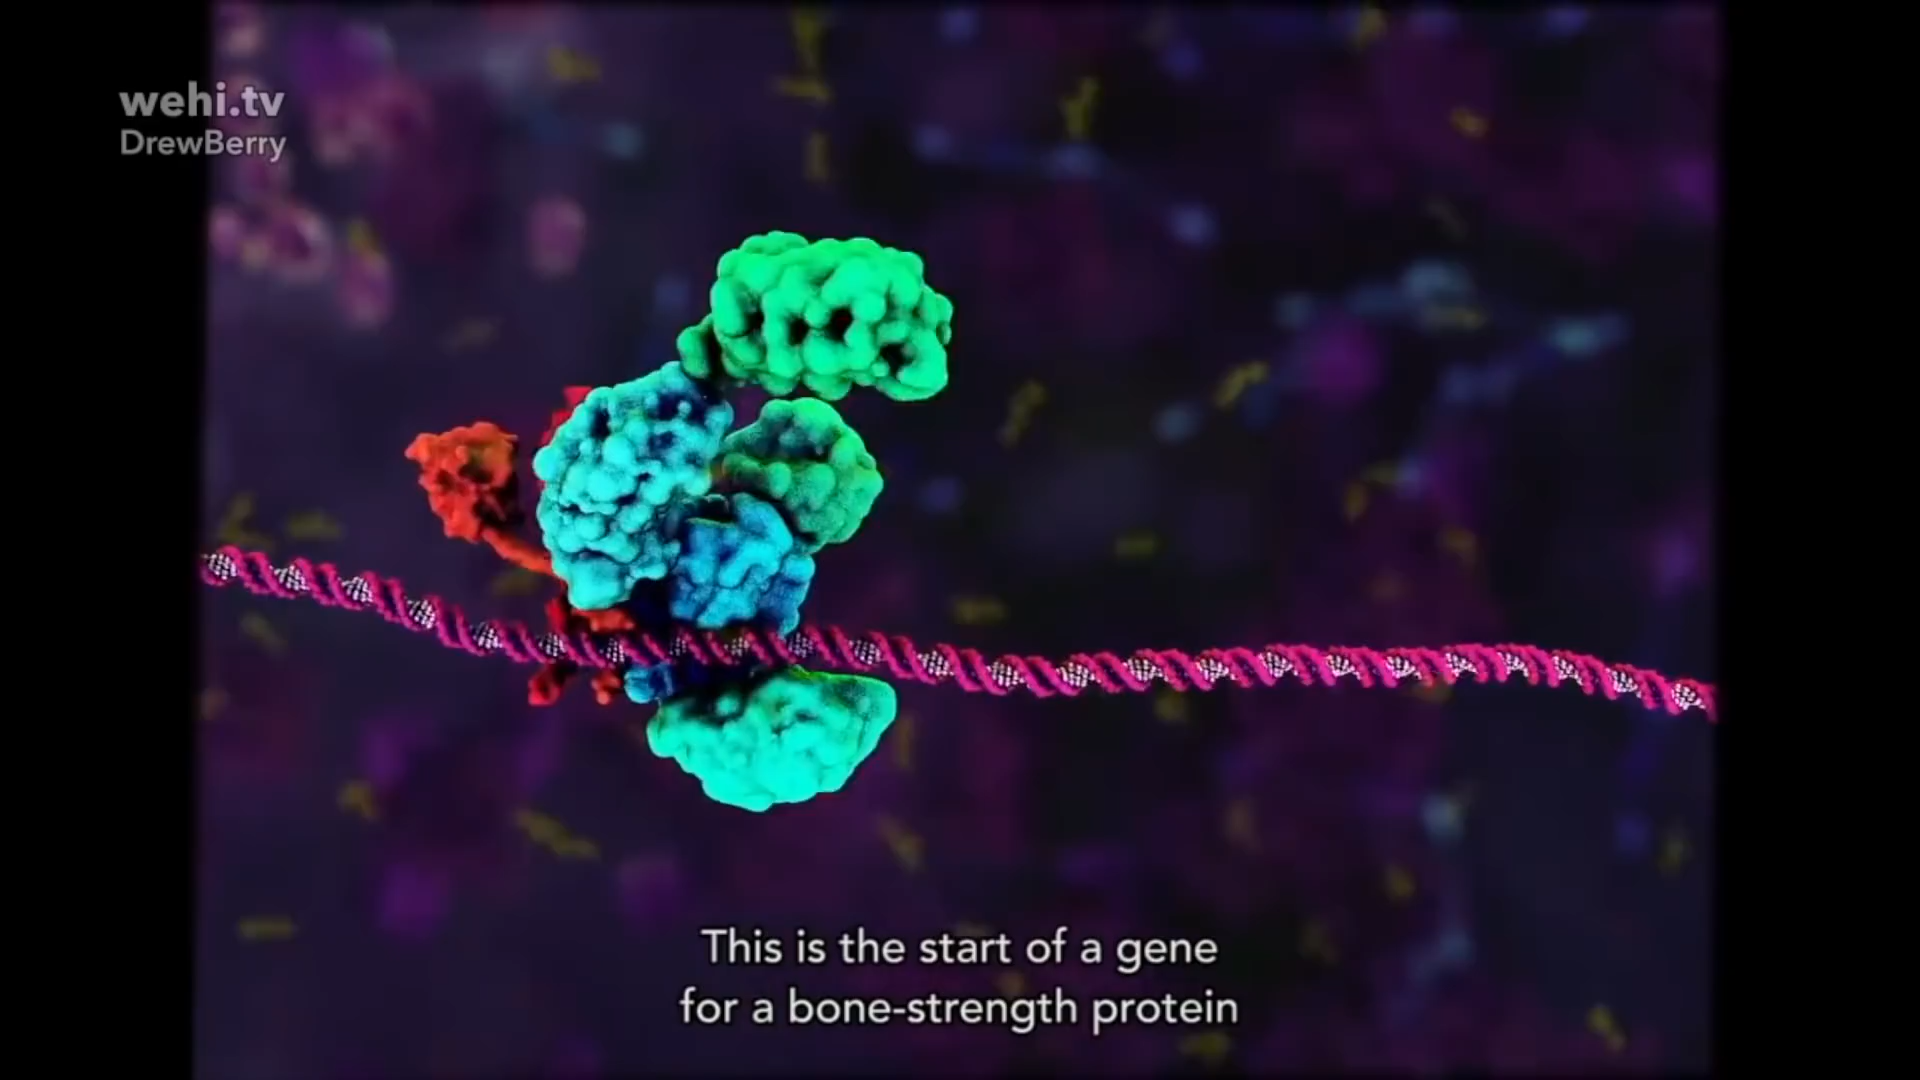 wehi.tv
DrewBerry
This is the start of a gene
for a bone-strength protein